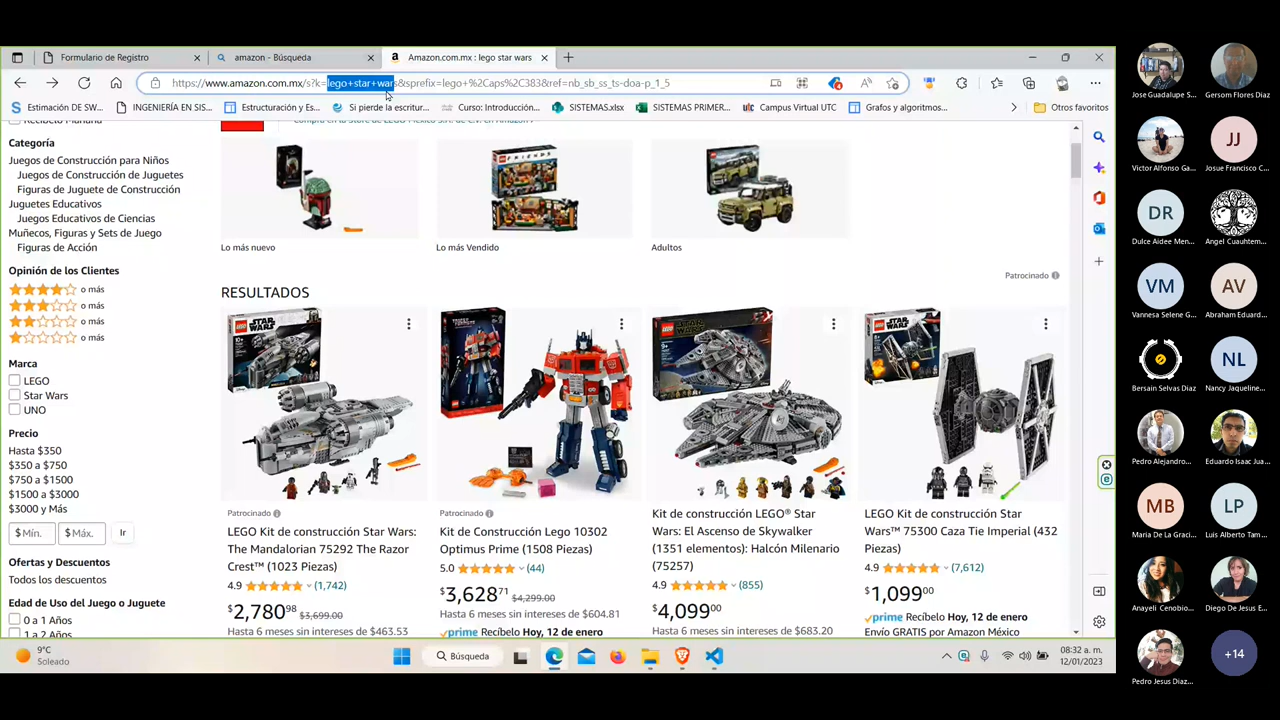 Formulario de Registro
amazon - Búsqueda
Amazon.com.mx : lego star wars
https://www.amazon.com.mx/s?k=lego+star+wars&sprefix=lego+%2Caps%2C383&ref=nb_sb_ss_ts-doa-p_1_5
Estimación DE SW...
INGENIERÍA EN SIS...
Estructuración y Es...
Si pierde la escritur...
Curso: Introducción...
SISTEMAS.xlsx
SISTEMAS PRIMER...
Campus Virtual UTC
Grafos y algoritmos...
Otros favoritos
Recíbelo Mañana
Categoría
Juegos de Construcción para Niños
Juegos de Construcción de Juguetes
Figuras de Juguete de Construcción
Juguetes Educativos
Juegos Educativos de Ciencias
Muñecos, Figuras y Sets de Juego
Figuras de Acción
Opinión de los Clientes
o más
o más
o más
o más
Marca
LEGO
Star Wars
UNO
Precio
Hasta $350
$350 a $750
$750 a $1500
$1500 a $3000
$3000 y Más
$ Mín.
$ Máx.
Ir
Ofertas y Descuentos
Todos los descuentos
Edad de Uso del Juego o Juguete
0 a 1 Años
1 a 2 Años
Lo más nuevo
Lo más Vendido
Adultos
Patrocinado
RESULTADOS
Patrocinado
LEGO Kit de construcción Star Wars:
The Mandalorian 75292 The Razor
Crest™ (1023 Piezas)
4.9
(1,742)
$2,78098 $3,699.00
Hasta 6 meses sin intereses de $463.53
Patrocinado
Kit de Construcción Lego 10302
Optimus Prime (1508 Piezas)
5.0
(44)
$3,62871 $4,299.00
Hasta 6 meses sin intereses de $604.81
prime Recíbelo Hoy, 12 de enero
Kit de construcción LEGO® Star
Wars: El Ascenso de Skywalker
(1351 elementos): Halcón Milenario
(75257)
4.9
(855)
$4,09900
Hasta 6 meses sin intereses de $683.20
LEGO Kit de construcción Star
Wars™ 75300 Caza Tie Imperial (432
Piezas)
4.9
(7,612)
$1,09900
prime Recíbelo Hoy, 12 de enero
Envío GRATIS por Amazon México
9°C
Soleado
Búsqueda
08:32 a. m.
12/01/2023
Jose Guadalupe S...
Gersom Flores Diaz
Victor Alfonso Ga...
JJ
Josue Francisco C...
DR
Dulce Aidee Men...
Angel Cuauhtem...
VM
Vannesa Selene G...
AV
Abraham Eduard...
Bersain Selvas Diaz
NL
Nancy Jaqueline...
Pedro Alejandro...
Eduardo Isaac Jua...
MB
Maria De La Graci...
LP
Luis Alberto Tam...
Anayeli Cenobio...
Diego De Jesus E...
Pedro Jesus Diaz...
+14